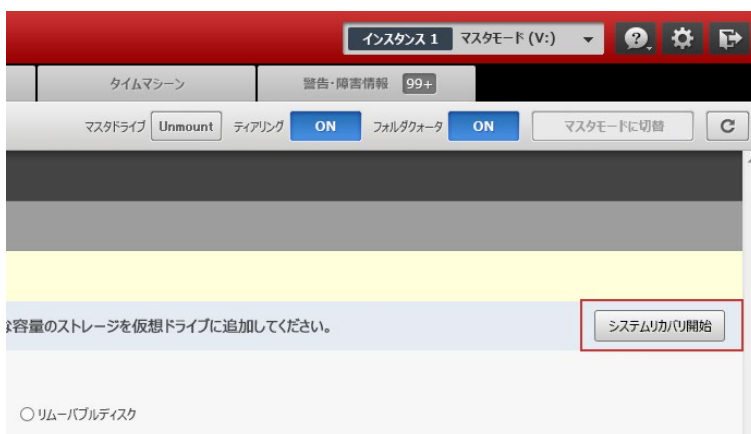 インスタンス 1 マスタモード (V:)
タイムマシーン 警告・障害情報 99+
マスタドライブ Unmount ティアリング ON フォルダクォータ ON マスタモードに切替
な容量のストレージを仮想ドライブに追加してください。 システムリカバリ開始
リムーバブルディスク